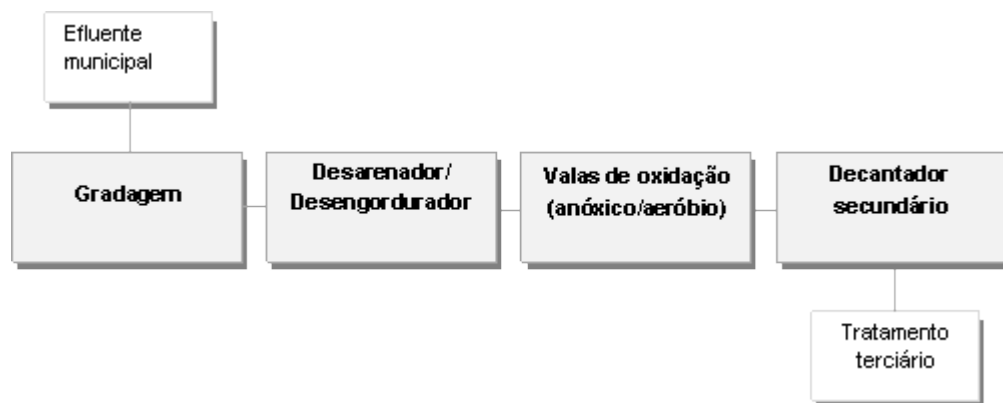 Efluente
municipal
Gradagem
Desarenador/
Desengordurador
Valas de oxidação
(anóxico/aeróbio)
Decantador
secundário
Tratamento
terciário